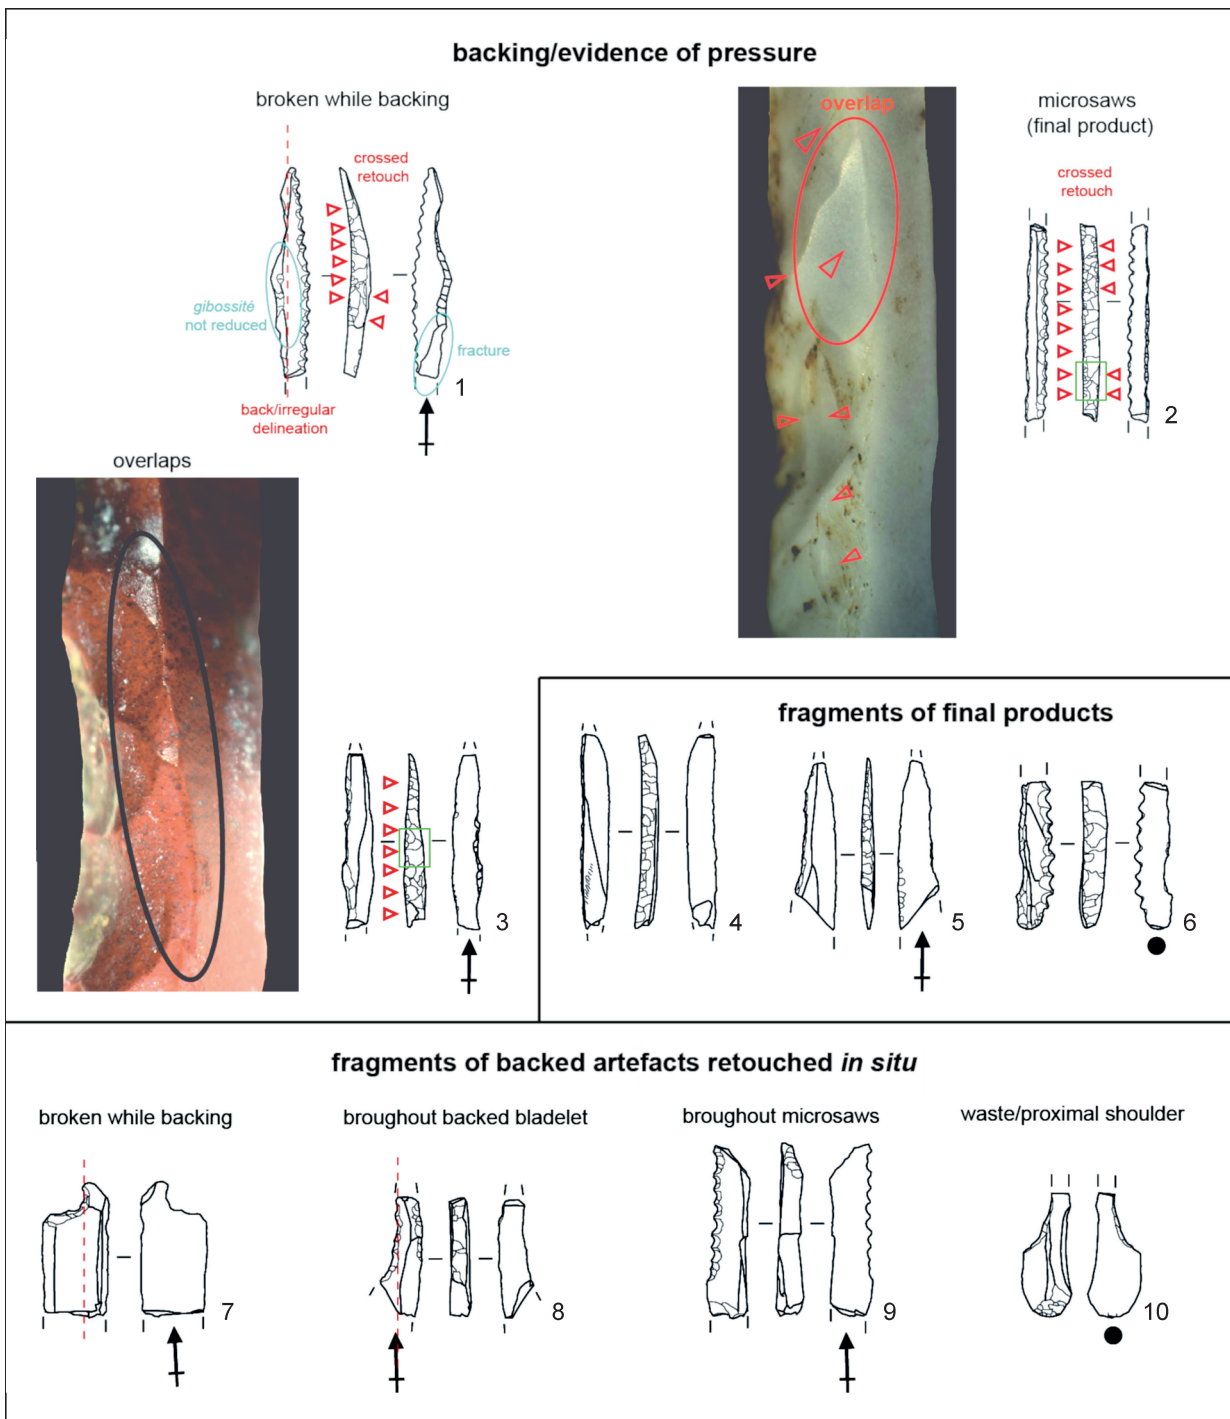 backing/evidence of pressure
broken while backing
crossed
retouch
gibossité
not reduced
fracture
1
back/irregular
delineation
overlap
microsaws
(final product)
crossed
retouch
2
overlaps
3
fragments of final products
4
5
6
fragments of backed artefacts retouched in situ
broken while backing
7
broughout backed bladelet
8
broughout microsaws
9
waste/proximal shoulder
10